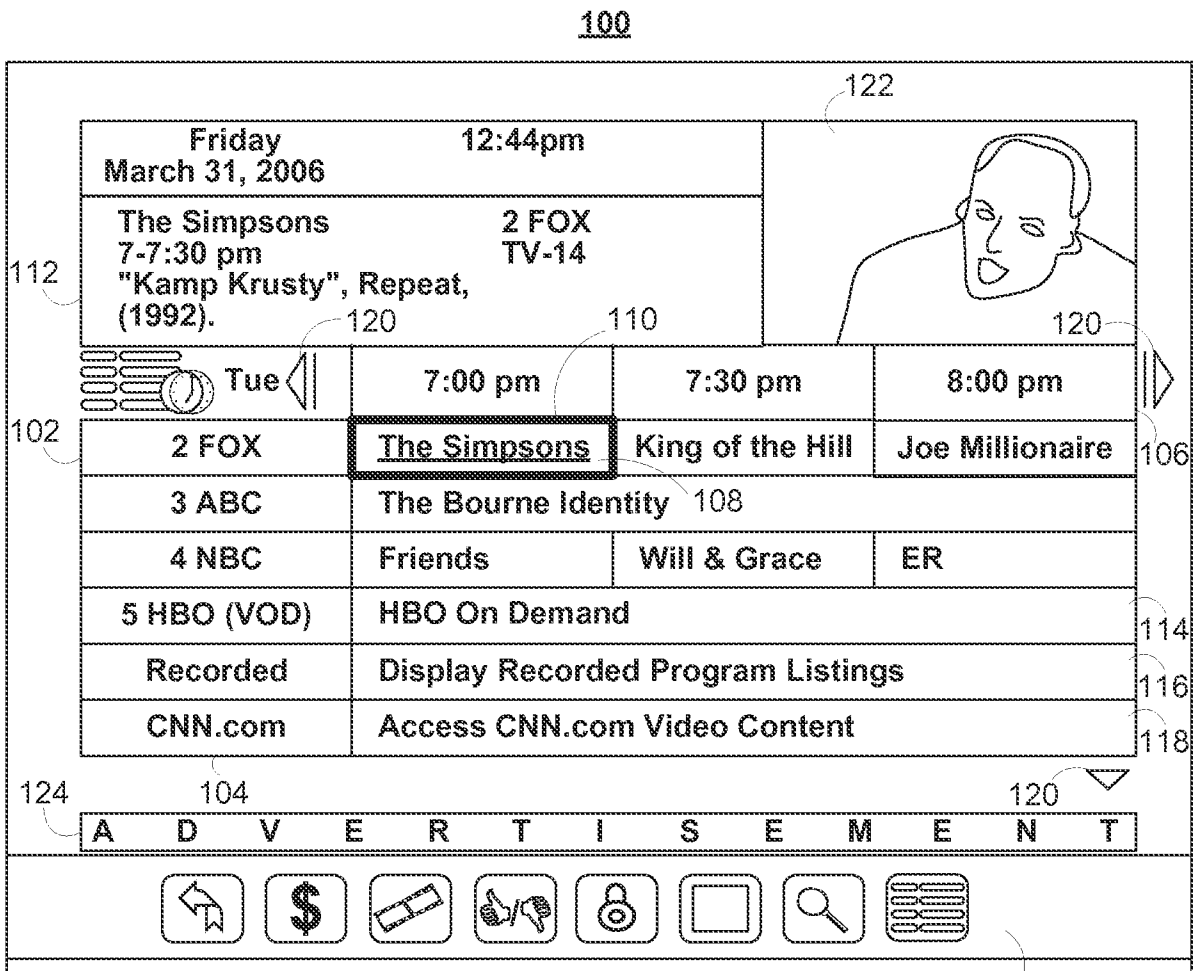 100
122
Friday 12:44pm
March 31, 2006
The Simpsons 2 FOX
7-7:30 pm TV-14
112
"Kamp Krusty", Repeat,
(1992).
120 110 120
Tue 7:00 pm 7:30 pm 8:00 pm
102
2 FOX The Simpsons King of the Hill Joe Millionaire
106
3 ABC The Bourne Identity 108
4 NBC Friends Will & Grace ER
5 HBO (VOD) HBO On Demand
114
Recorded Display Recorded Program Listings
116
CNN.com Access CNN.com Video Content
118
124 104 120
A D V E R T I S E M E N T
$